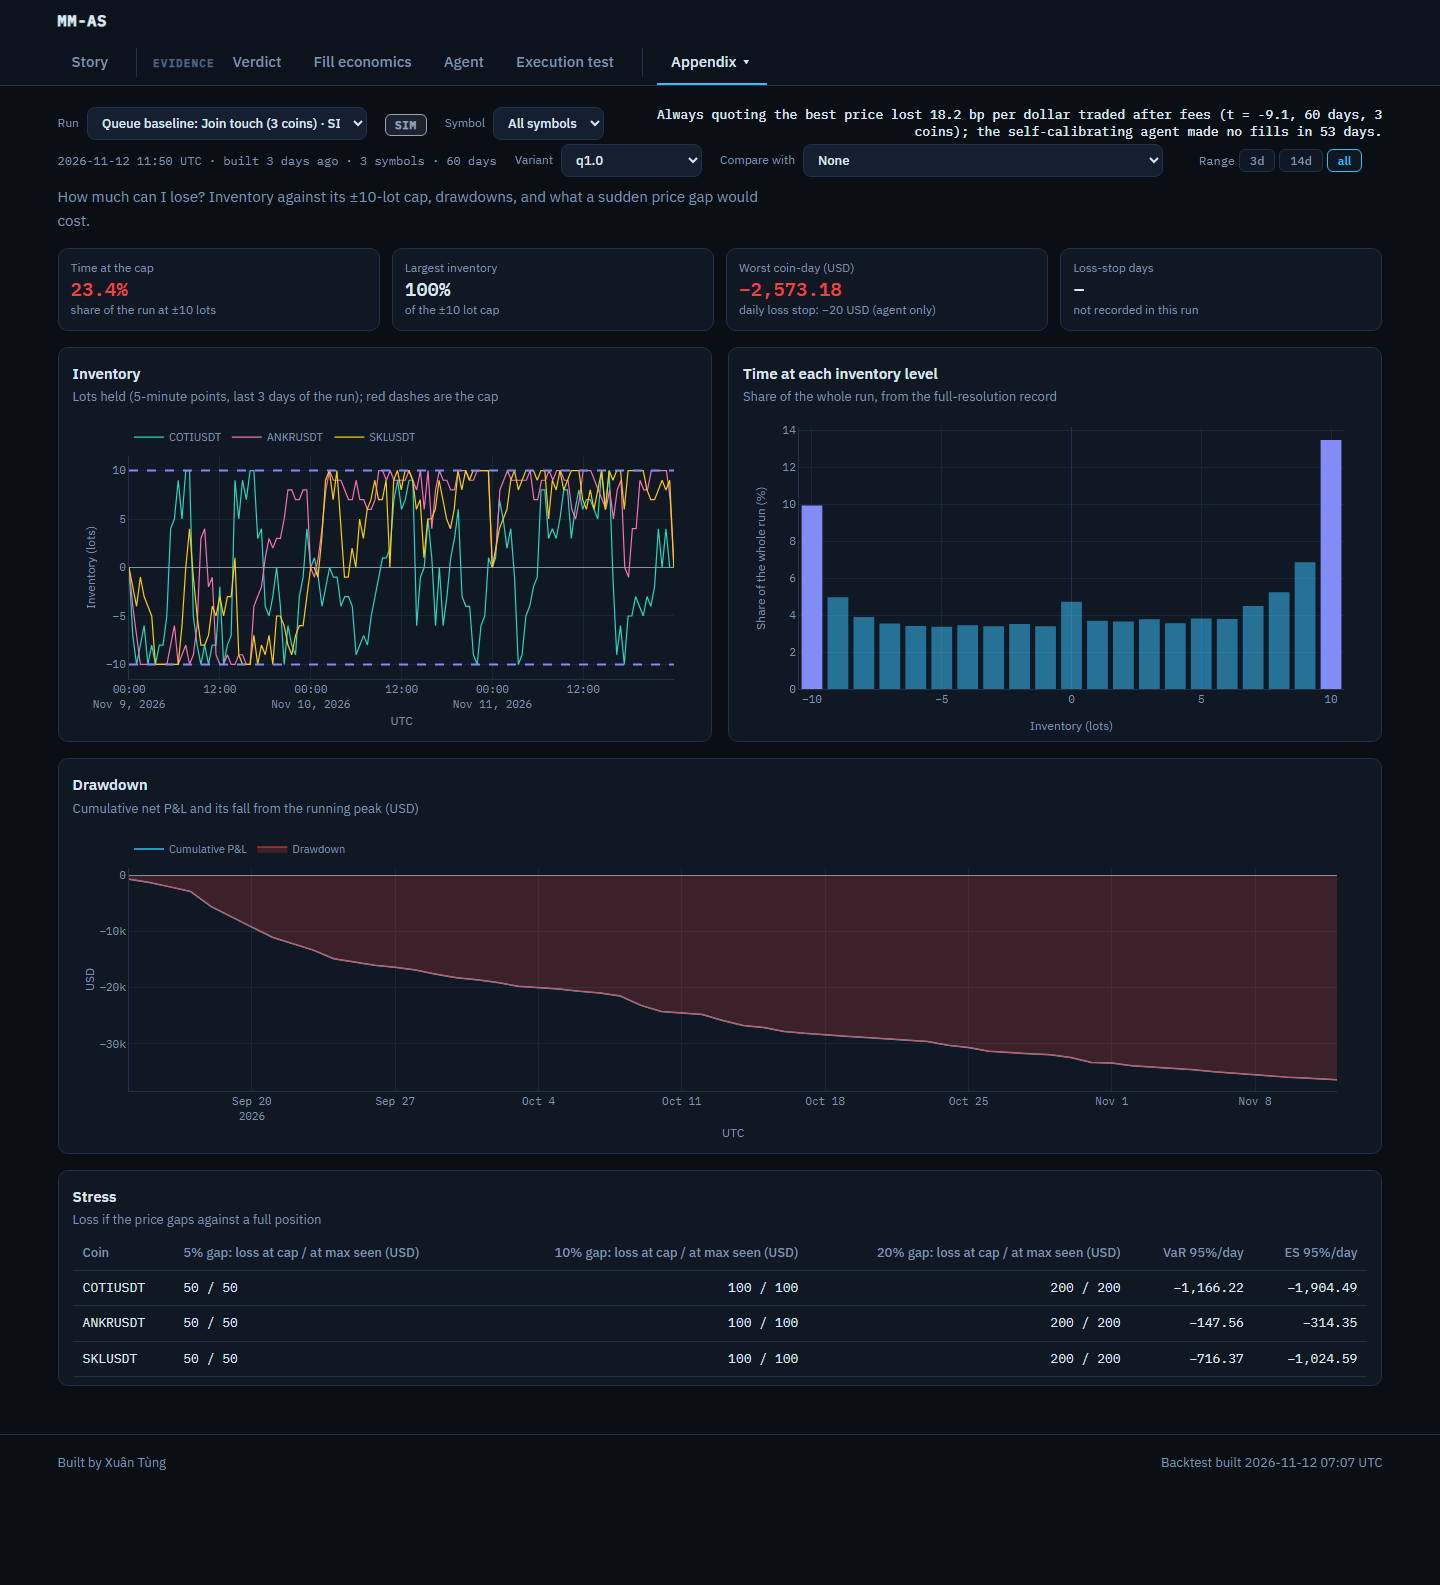 MM-AS
Story EVIDENCE Verdict Fill economics Agent Execution test Appendix ▾
Run Queue baseline: Join touch (3 coins) · SI SIM Symbol All symbols
Always quoting the best price lost 18.2 bp per dollar traded after fees (t = -9.1, 60 days, 3
coins); the self-calibrating agent made no fills in 53 days.
2026-11-12 11:50 UTC · built 3 days ago · 3 symbols · 60 days Variant q1.0 Compare with None Range 3d 14d all
How much can I lose? Inventory against its ±10-lot cap, drawdowns, and what a sudden price gap would
cost.
Time at the cap
23.4%
share of the run at ±10 lots
Largest inventory
100%
of the ±10 lot cap
Worst coin-day (USD)
−2,573.18
daily loss stop: −20 USD (agent only)
Loss-stop days
–
not recorded in this run
Inventory
Lots held (5-minute points, last 3 days of the run); red dashes are the cap
COTIUSDT ANKRUSDT SKLUSDT
10
5
0
−5
−10
Inventory (lots)
00:00 12:00 00:00 12:00 00:00 12:00
Nov 9, 2026 Nov 10, 2026 Nov 11, 2026
UTC
Time at each inventory level
Share of the whole run, from the full-resolution record
14
12
10
8
6
4
2
0
Share of the whole run (%)
−10 −5 0 5 10
Inventory (lots)
Drawdown
Cumulative net P&L and its fall from the running peak (USD)
Cumulative P&L Drawdown
0
−10k
−20k
−30k
USD
Sep 20 Sep 27 Oct 4 Oct 11 Oct 18 Oct 25 Nov 1 Nov 8
2026
UTC
Stress
Loss if the price gaps against a full position
Coin 5% gap: loss at cap / at max seen (USD) 10% gap: loss at cap / at max seen (USD) 20% gap: loss at cap / at max seen (USD) VaR 95%/day ES 95%/day
COTIUSDT 50 / 50 100 / 100 200 / 200 −1,166.22 −1,904.49
ANKRUSDT 50 / 50 100 / 100 200 / 200 −147.56 −314.35
SKLUSDT 50 / 50 100 / 100 200 / 200 −716.37 −1,024.59
Built by Xuân Tùng
Backtest built 2026-11-12 07:07 UTC